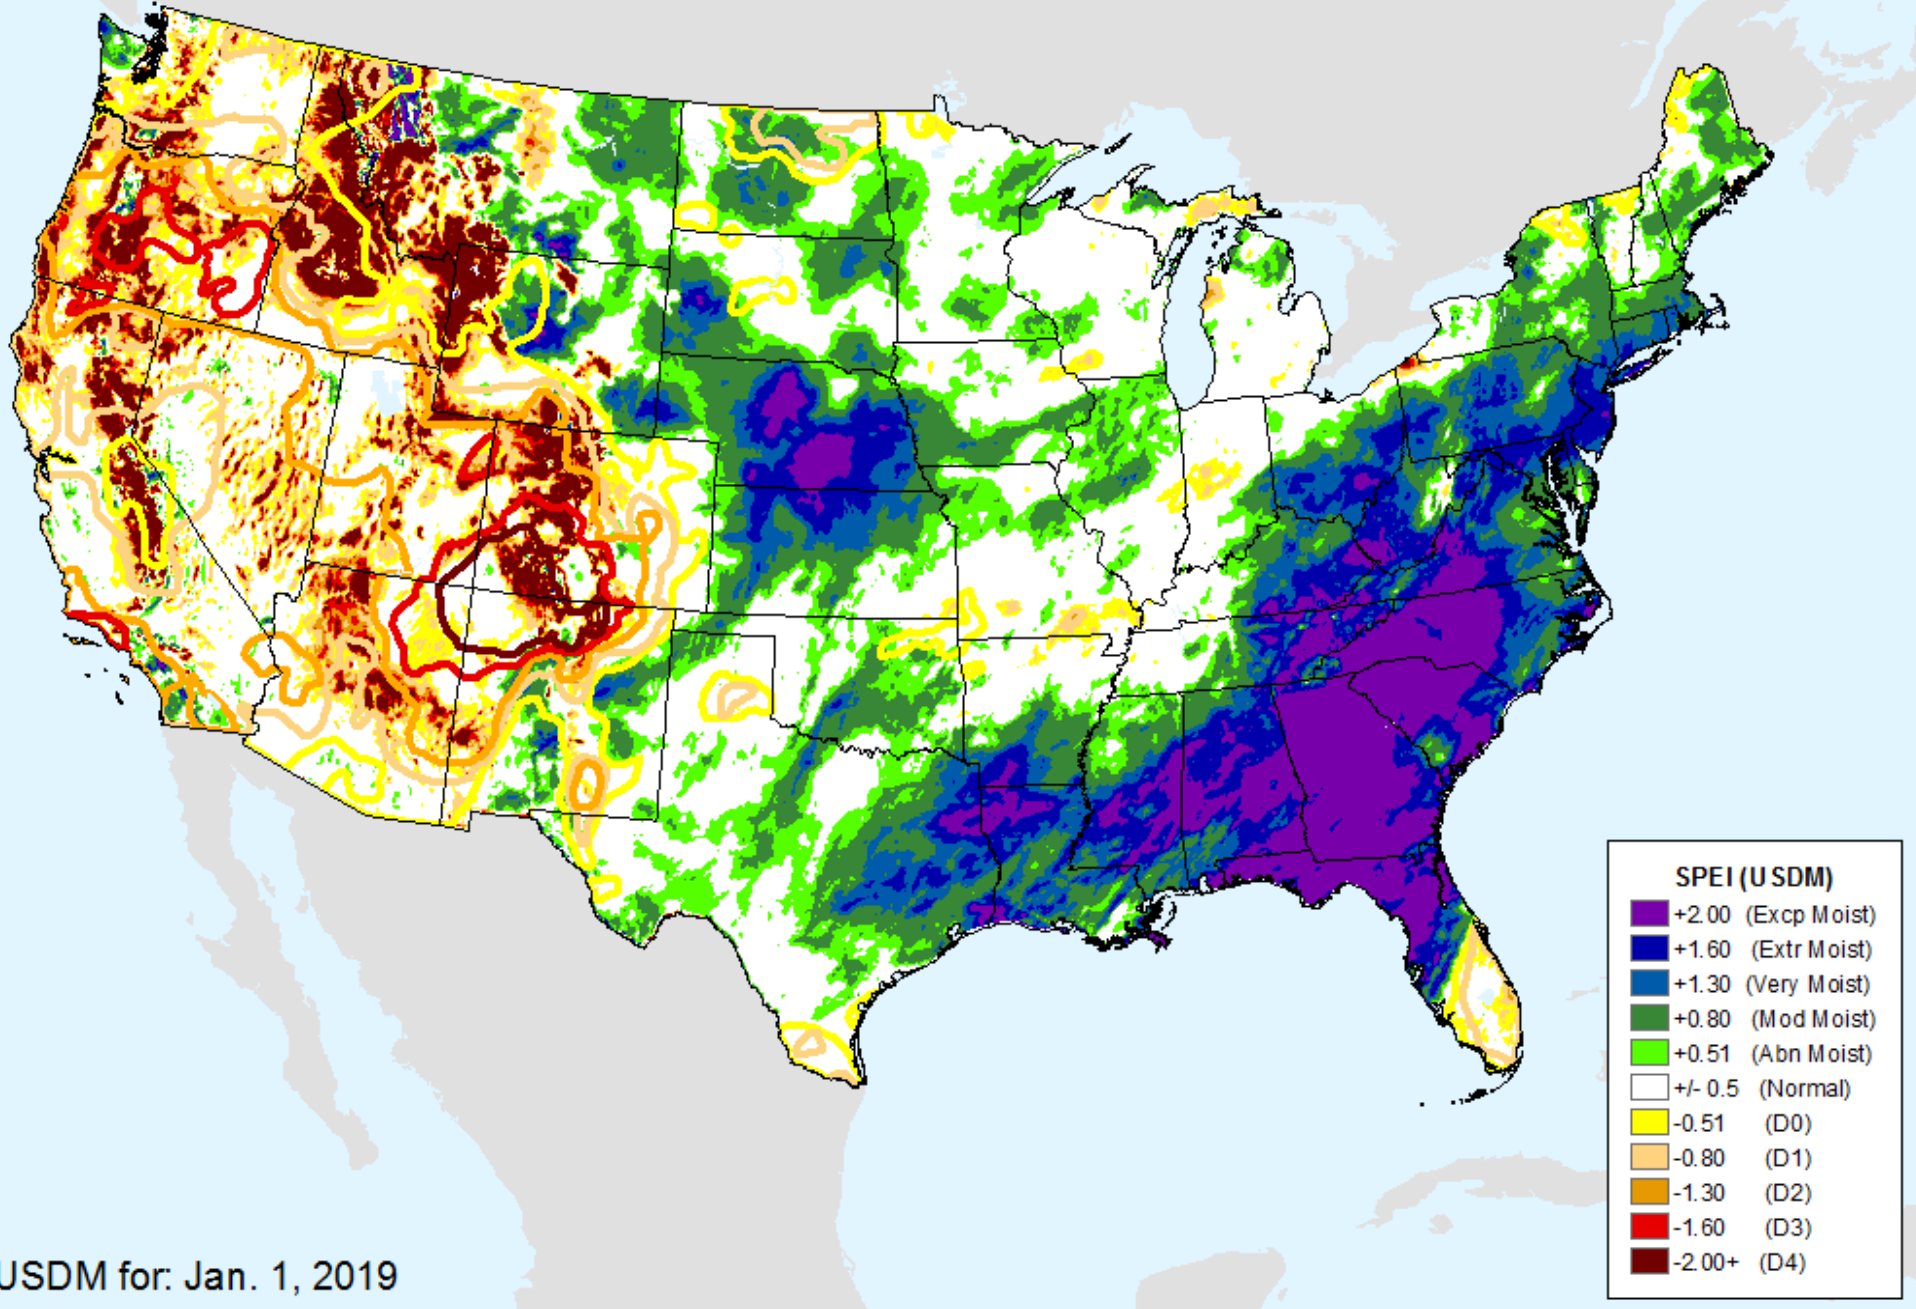 SPEI (USDM)
+2.00 (Excp Moist)
+1.60 (Extr Moist)
+1.30 (Very Moist)
+0.80 (Mod Moist)
+0.51 (Abn Moist)
+/- 0.5 (Normal)
-0.51 (D0)
-0.80 (D1)
-1.30 (D2)
-1.60 (D3)
-2.00+ (D4)
USDM for: Jan. 1, 2019